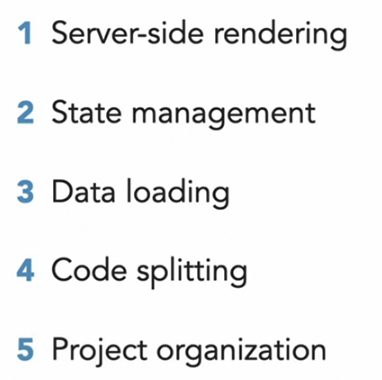 1 Server-side rendering
2 State management
3 Data loading
4 Code splitting
5 Project organization